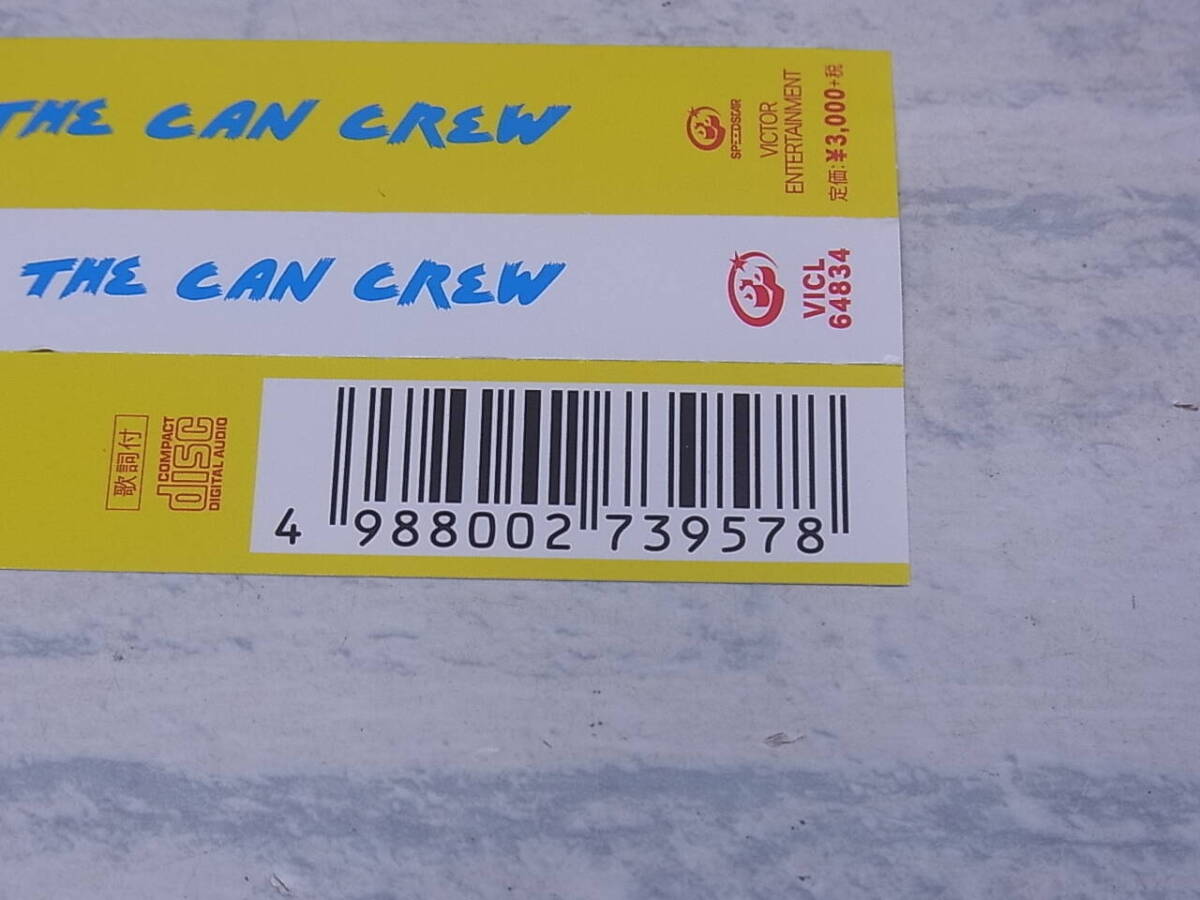 THE CAN CREW
SPEEDSTAR
VICTOR
ENTERTAINMENT
定価:¥3,000+税
THE CAN CREW
VICL
64834
歌詞付
COMPACT
disc
DIGITAL AUDIO
4 988002 739578